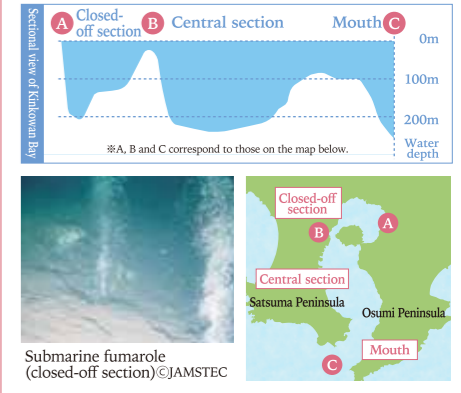 Sectional view of Kinkowan Bay
A
Closed-
off section
B
Central section
Mouth
C
0m
100m
200m
Water
depth
※A, B and C correspond to those on the map below.
Submarine fumarole
(closed-off section)ⒸJAMSTEC
Closed-off
section
A
B
Central section
Satsuma Peninsula
Osumi Peninsula
Mouth
C